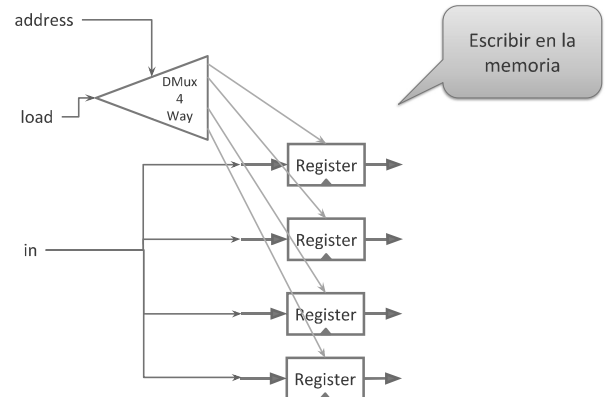 address
Escribir en la
memoria
DMux
4
Way
load
Register
Register
in
Register
Register